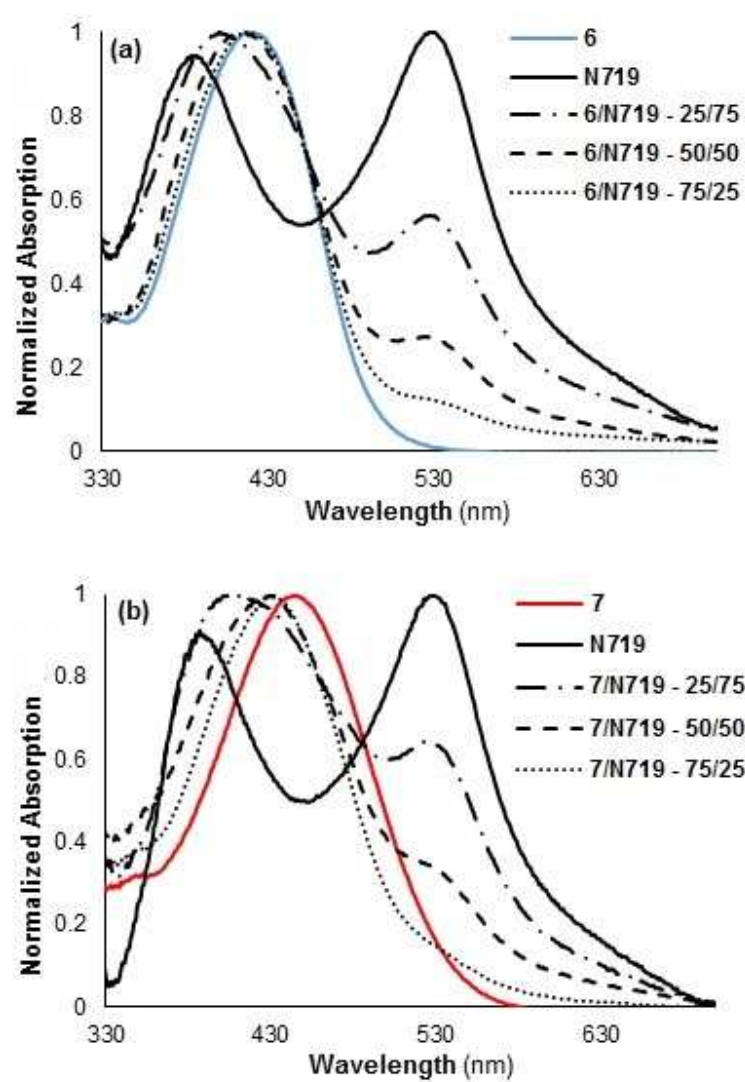 (a)
6
N719
6/N719 - 25/75
6/N719 - 50/50
6/N719 - 75/25
Normalized Absorption
1
0.8
0.6
0.4
0.2
0
330
430
530
630
Wavelength (nm)
(b)
7
N719
7/N719 - 25/75
7/N719 - 50/50
7/N719 - 75/25
Normalized Absorption
1
0.8
0.6
0.4
0.2
0
330
430
530
630
Wavelength (nm)